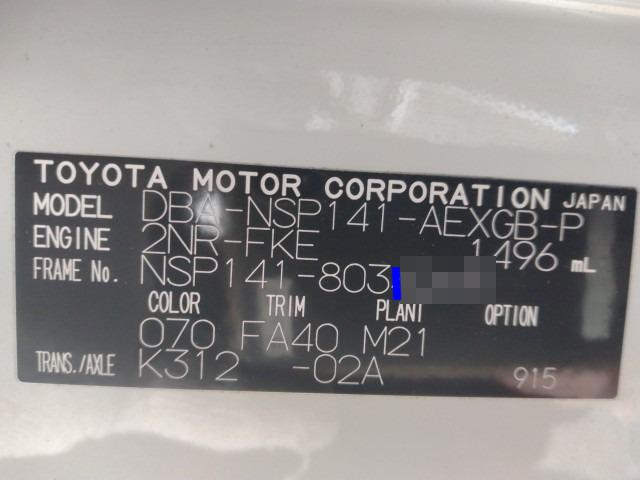 TOYOTA MOTOR CORPORATION JAPAN
MODEL DBA-NSP141-AEXGB-P
ENGINE 2NR-FKE 1496 mL
FRAME No. NSP141-803
COLOR TRIM PLANT OPTION
070 FA40 M21
TRANS./AXLE K312 -02A 915